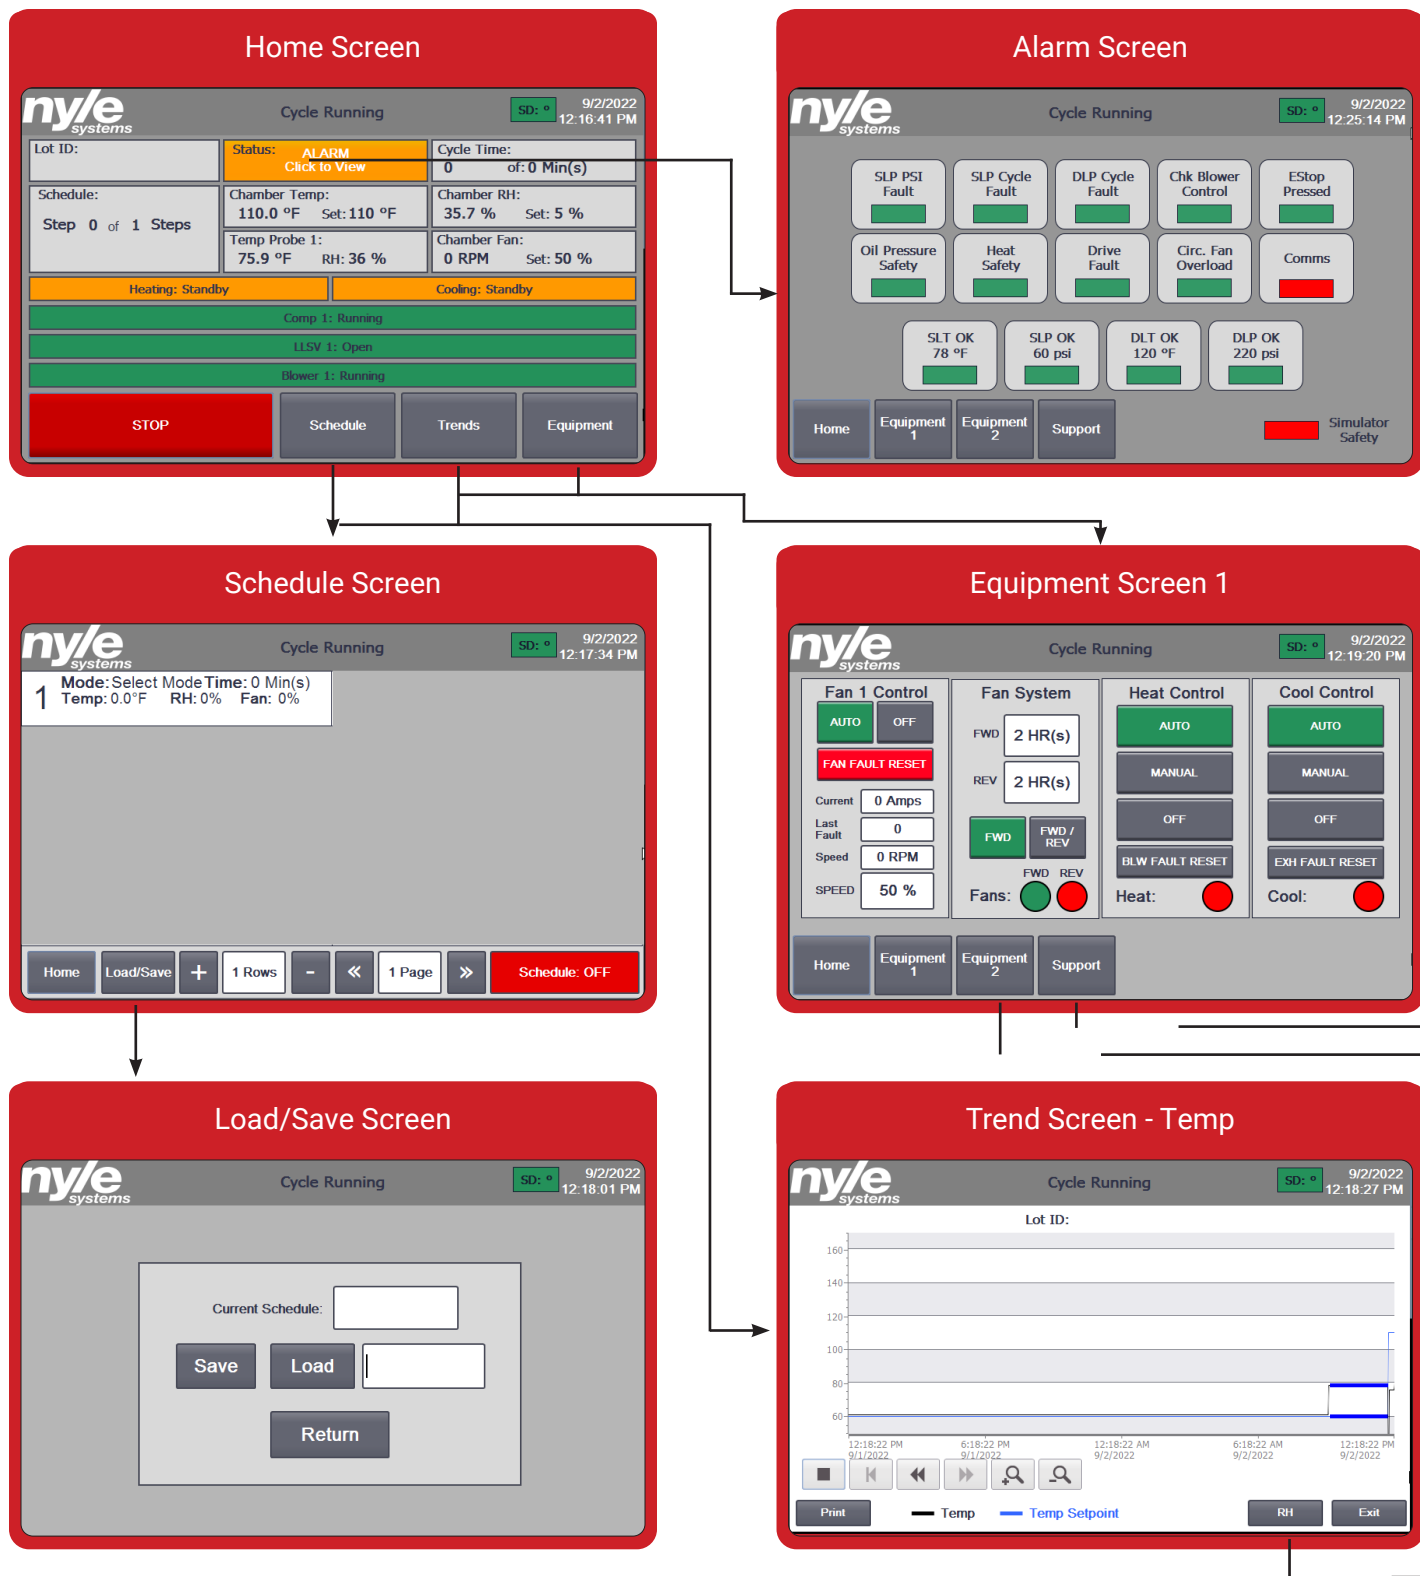 Home Screen
nyle systems
Cycle Running
SD: º
9/2/2022
12:16:41 PM
Lot ID:
Status: ALARM
Click to View
Cycle Time:
0 of: 0 Min(s)
Schedule:
Step 0 of 1 Steps
Chamber Temp:
110.0 ºF Set: 110 ºF
Chamber RH:
35.7 % Set: 5 %
Temp Probe 1:
75.9 ºF RH: 36 %
Chamber Fan:
0 RPM Set: 50 %
Heating: Standby
Cooling: Standby
Comp 1: Running
LLSV 1: Open
Blower 1: Running
STOP
Schedule
Trends
Equipment
Alarm Screen
nyle systems
Cycle Running
SD: º
9/2/2022
12:25:14 PM
SLP PSI
Fault
SLP Cycle
Fault
DLP Cycle
Fault
Chk Blower
Control
EStop
Pressed
Oil Pressure
Safety
Heat
Safety
Drive
Fault
Circ. Fan
Overload
Comms
SLT OK
78 ºF
SLP OK
60 psi
DLT OK
120 ºF
DLP OK
220 psi
Home
Equipment
1
Equipment
2
Support
Simulator
Safety
Schedule Screen
nyle systems
Cycle Running
SD: º
9/2/2022
12:17:34 PM
1
Mode: Select Mode Time: 0 Min(s)
Temp: 0.0°F RH: 0% Fan: 0%
Home
Load/Save
+
1 Rows
-
«
1 Page
»
Schedule: OFF
Equipment Screen 1
nyle systems
Cycle Running
SD: º
9/2/2022
12:19:20 PM
Fan 1 Control
AUTO
OFF
FAN FAULT RESET
Current 0 Amps
Last
Fault
0
Speed 0 RPM
SPEED 50 %
Fan System
FWD 2 HR(s)
REV 2 HR(s)
FWD
FWD /
REV
FWD REV
Fans:
Heat Control
AUTO
MANUAL
OFF
BLW FAULT RESET
Heat:
Cool Control
AUTO
MANUAL
OFF
EXH FAULT RESET
Cool:
Home
Equipment
1
Equipment
2
Support
Load/Save Screen
nyle systems
Cycle Running
SD: º
9/2/2022
12:18:01 PM
Current Schedule:
Save
Load
Return
Trend Screen - Temp
nyle systems
Cycle Running
SD: º
9/2/2022
12:18:27 PM
Lot ID:
160
140
120
100
80
60
12:18:22 PM
9/1/2022
6:18:22 PM
9/1/2022
12:18:22 AM
9/2/2022
6:18:22 AM
9/2/2022
12:18:22 PM
9/2/2022
Print
Temp
Temp Setpoint
RH
Exit